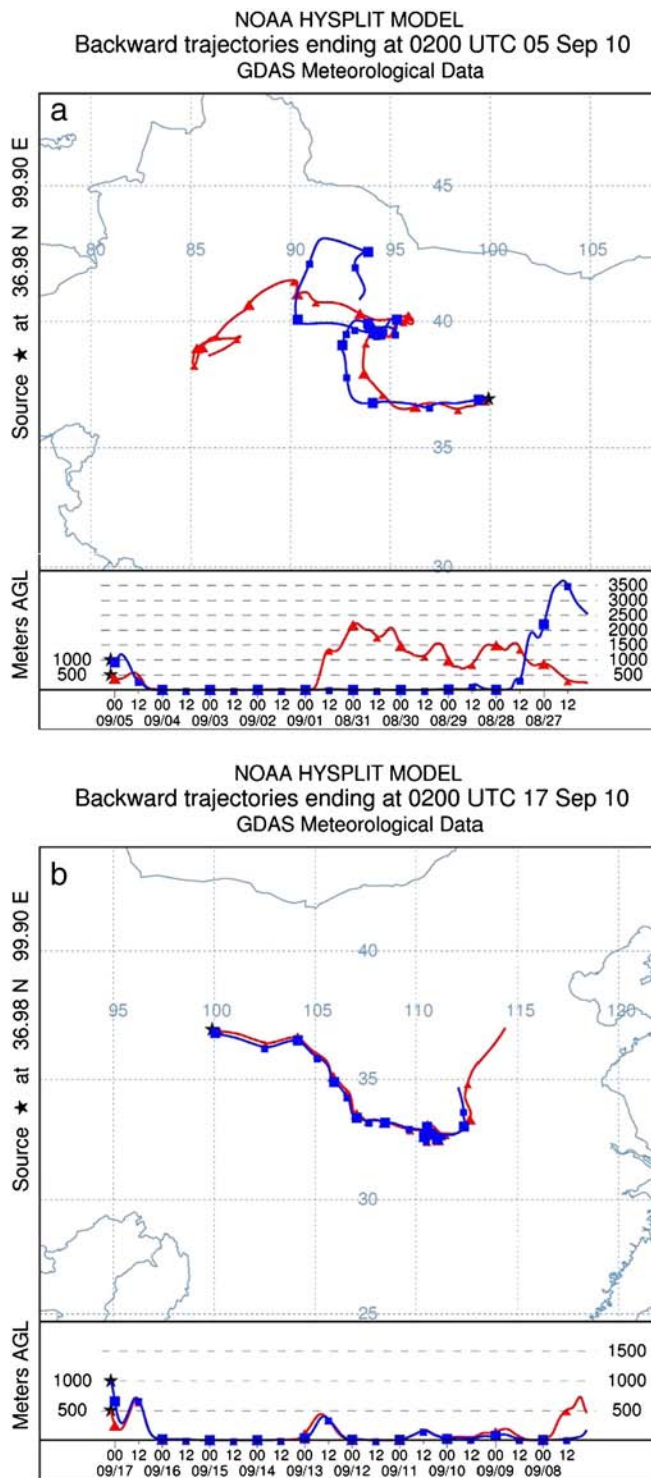 NOAA HYSPLIT MODEL
Backward trajectories ending at 0200 UTC 05 Sep 10
GDAS Meteorological Data
a
Source ★ at 36.98 N 99.90 E
45
80 85 90 95 100 105
40
35
30
Meters AGL
3500
3000
2500
2000
1500
1000 1000
500 500
00 12 00 12 00 12 00 12 00 12 00 12 00 12 00 12 00 12 00 12
09/05 09/04 09/03 09/02 09/01 08/31 08/30 08/29 08/28 08/27
NOAA HYSPLIT MODEL
Backward trajectories ending at 0200 UTC 17 Sep 10
GDAS Meteorological Data
b
Source ★ at 36.98 N 99.90 E
40
95 100 105 110 115 120
35
30
25
Meters AGL
1500
1000 1000
500 500
00 12 00 12 00 12 00 12 00 12 00 12 00 12 00 12 00 12 00 12
09/17 09/16 09/15 09/14 09/13 09/12 09/11 09/10 09/09 09/08